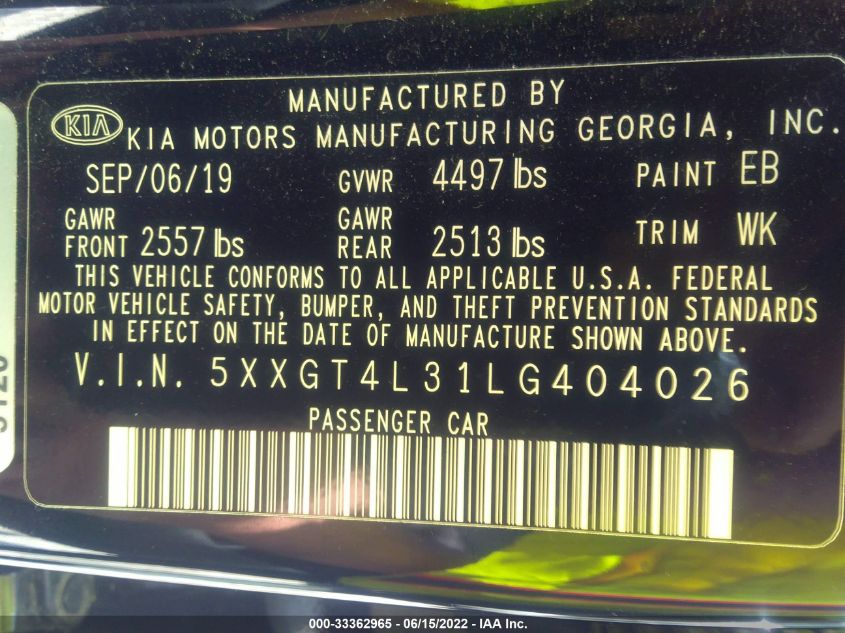 MANUFACTURED BY
KIA KIA MOTORS MANUFACTURING GEORGIA, INC.
SEP/06/19 GVWR 4497 lbs PAINT EB
GAWR FRONT 2557 lbs GAWR REAR 2513 lbs TRIM WK
THIS VEHICLE CONFORMS TO ALL APPLICABLE U.S.A. FEDERAL
MOTOR VEHICLE SAFETY, BUMPER, AND THEFT PREVENTION STANDARDS
IN EFFECT ON THE DATE OF MANUFACTURE SHOWN ABOVE.
V.I.N. 5XXGT4L31LG404026
PASSENGER CAR
000-33362965 - 06/15/2022 - IAA Inc.